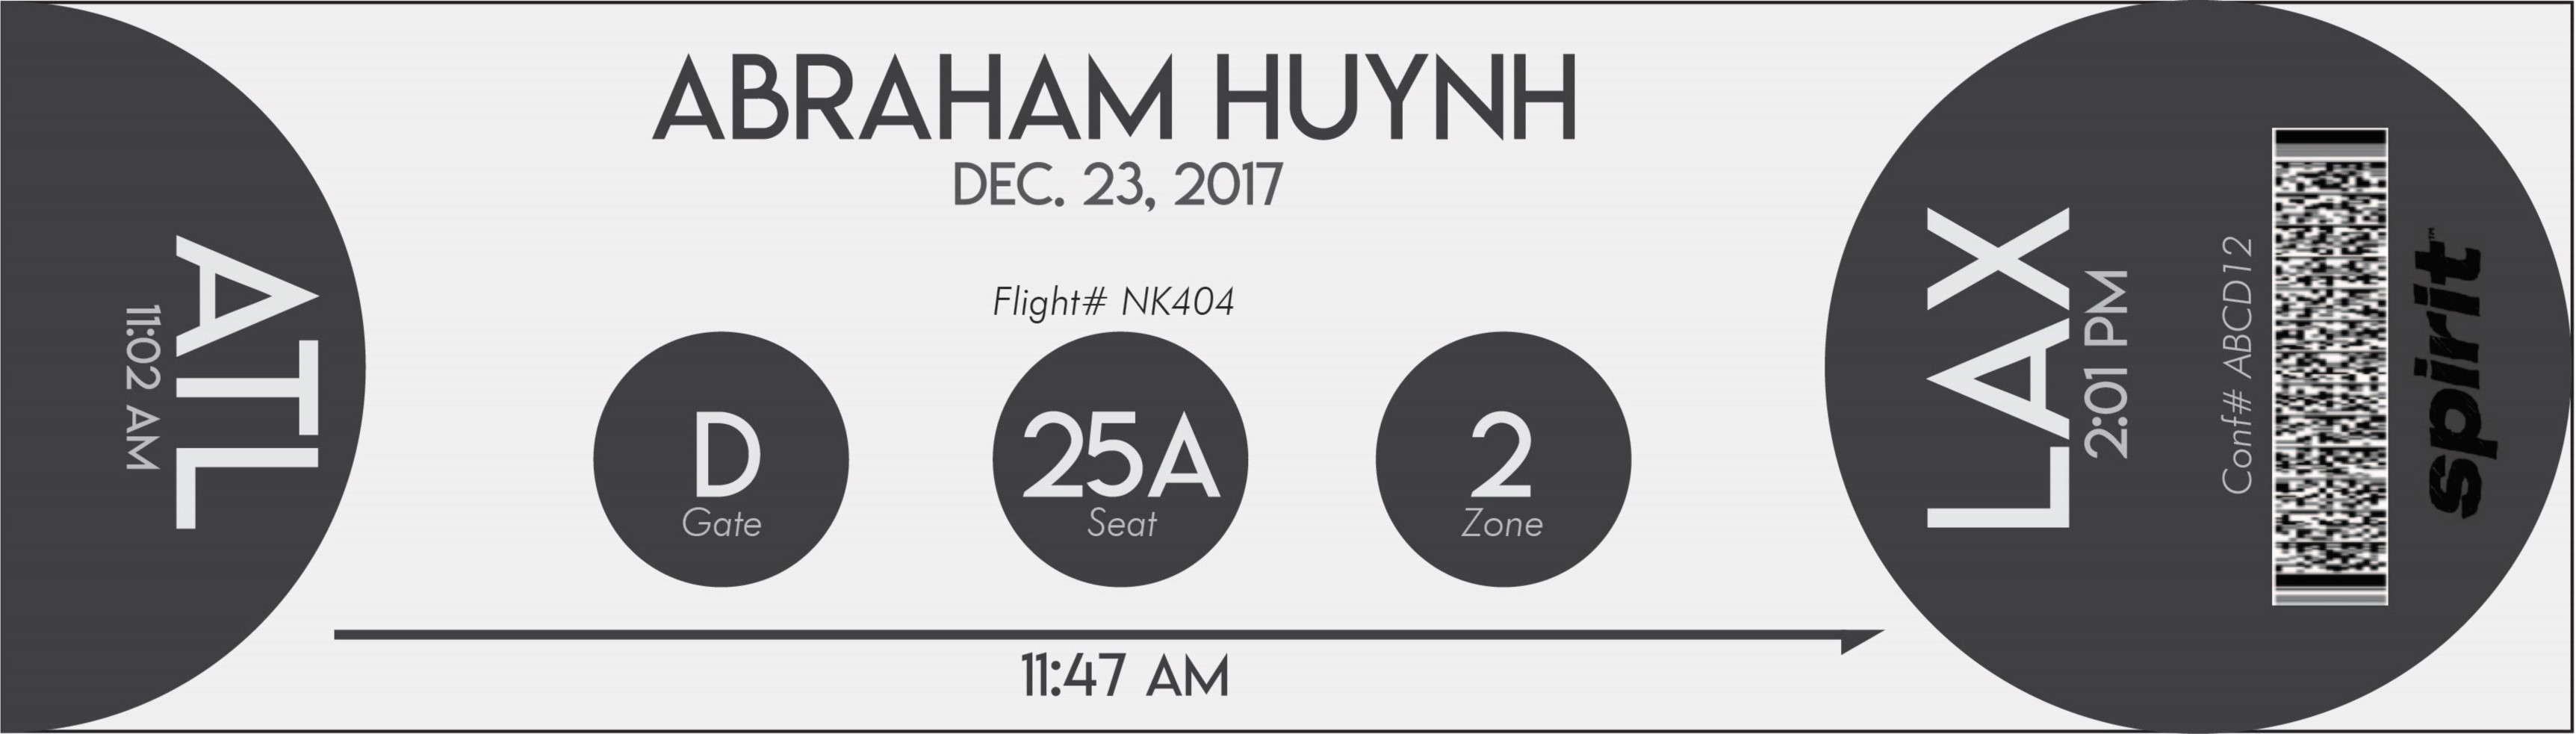 ABRAHAM HUYNH
DEC. 23, 2017
ATL
11:02 AM
Flight# NK404
D
Gate
25A
Seat
2
Zone
11:47 AM
LAX
2:01 PM
Conf# ABCD12
spirit™